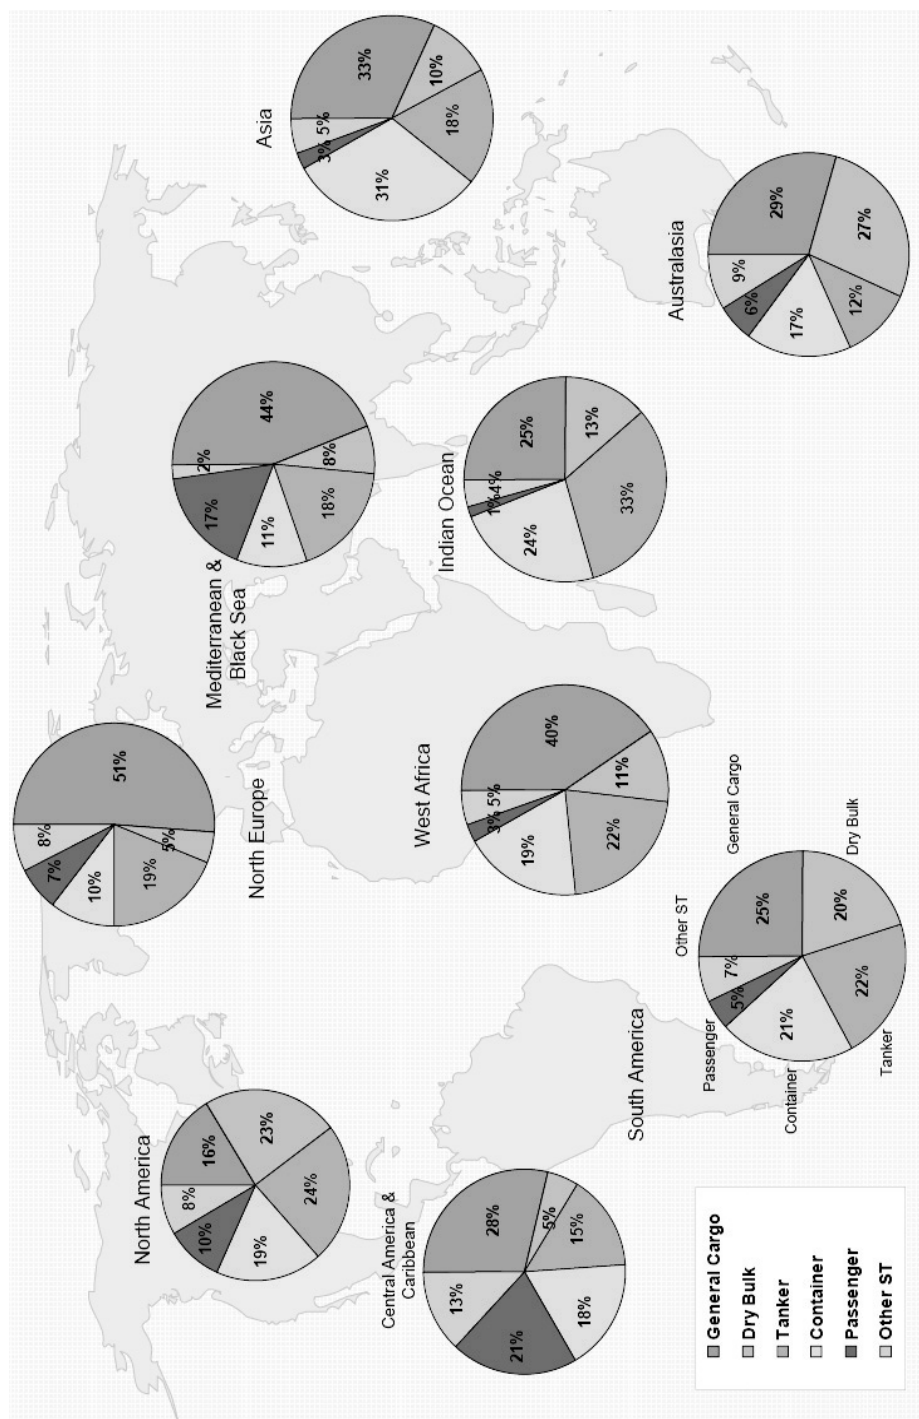 North America
16%
23%
24%
19%
10%
8%
Central America &
Caribbean
28%
5%
15%
18%
21%
13%
South America
General Cargo
25%
Dry Bulk
20%
Tanker
22%
Container
21%
Passenger
5%
Other ST
7%
North Europe
51%
5%
19%
10%
7%
8%
West Africa
40%
11%
22%
19%
3%
5%
Mediterranean &
Black Sea
44%
8%
18%
11%
17%
2%
Indian Ocean
25%
13%
33%
24%
1%
4%
Asia
33%
10%
18%
31%
3%
5%
Australasia
29%
27%
12%
17%
6%
9%
General Cargo
Dry Bulk
Tanker
Container
Passenger
Other ST